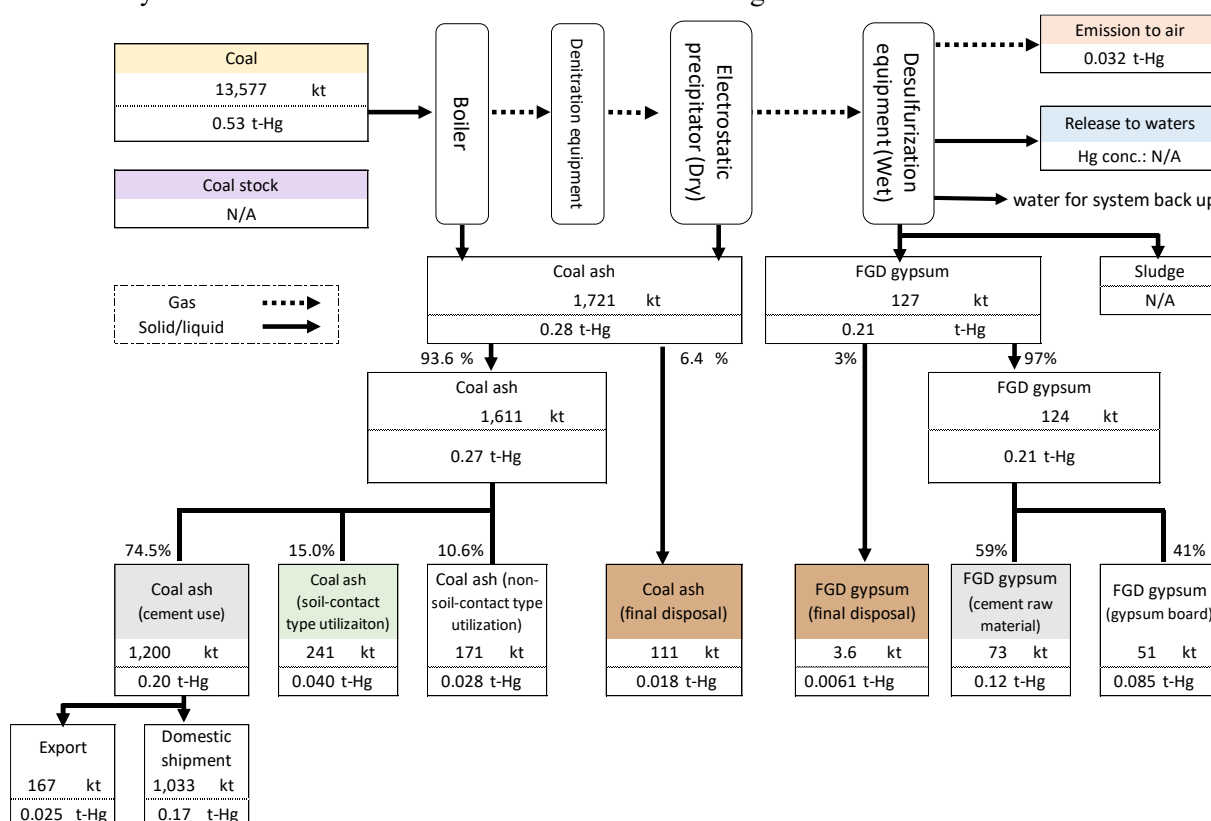 Coal
13,577 kt
0.53 t-Hg
Coal stock
N/A
Gas
Solid/liquid
Boiler
Denitration equipment
Electrostatic
precipitator (Dry)
Desulfurization
equipment (Wet)
Emission to air
0.032 t-Hg
Release to waters
Hg conc.: N/A
water for system back up
Coal ash
1,721 kt
0.28 t-Hg
FGD gypsum
127 kt
0.21 t-Hg
Sludge
N/A
93.6 %
6.4 %
3%
97%
Coal ash
1,611 kt
0.27 t-Hg
FGD gypsum
124 kt
0.21 t-Hg
74.5%
15.0%
10.6%
59%
41%
Coal ash
(cement use)
1,200 kt
0.20 t-Hg
Coal ash
(soil-contact
type utilizaiton)
241 kt
0.040 t-Hg
Coal ash (non-
soil-contact type
utilization)
171 kt
0.028 t-Hg
Coal ash
(final disposal)
111 kt
0.018 t-Hg
FGD gypsum
(final disposal)
3.6 kt
0.0061 t-Hg
FGD gypsum
(cement raw
material)
73 kt
0.12 t-Hg
FGD gypsum
(gypsum board)
51 kt
0.085 t-Hg
Export
167 kt
0.025 t-Hg
Domestic
shipment
1,033 kt
0.17 t-Hg